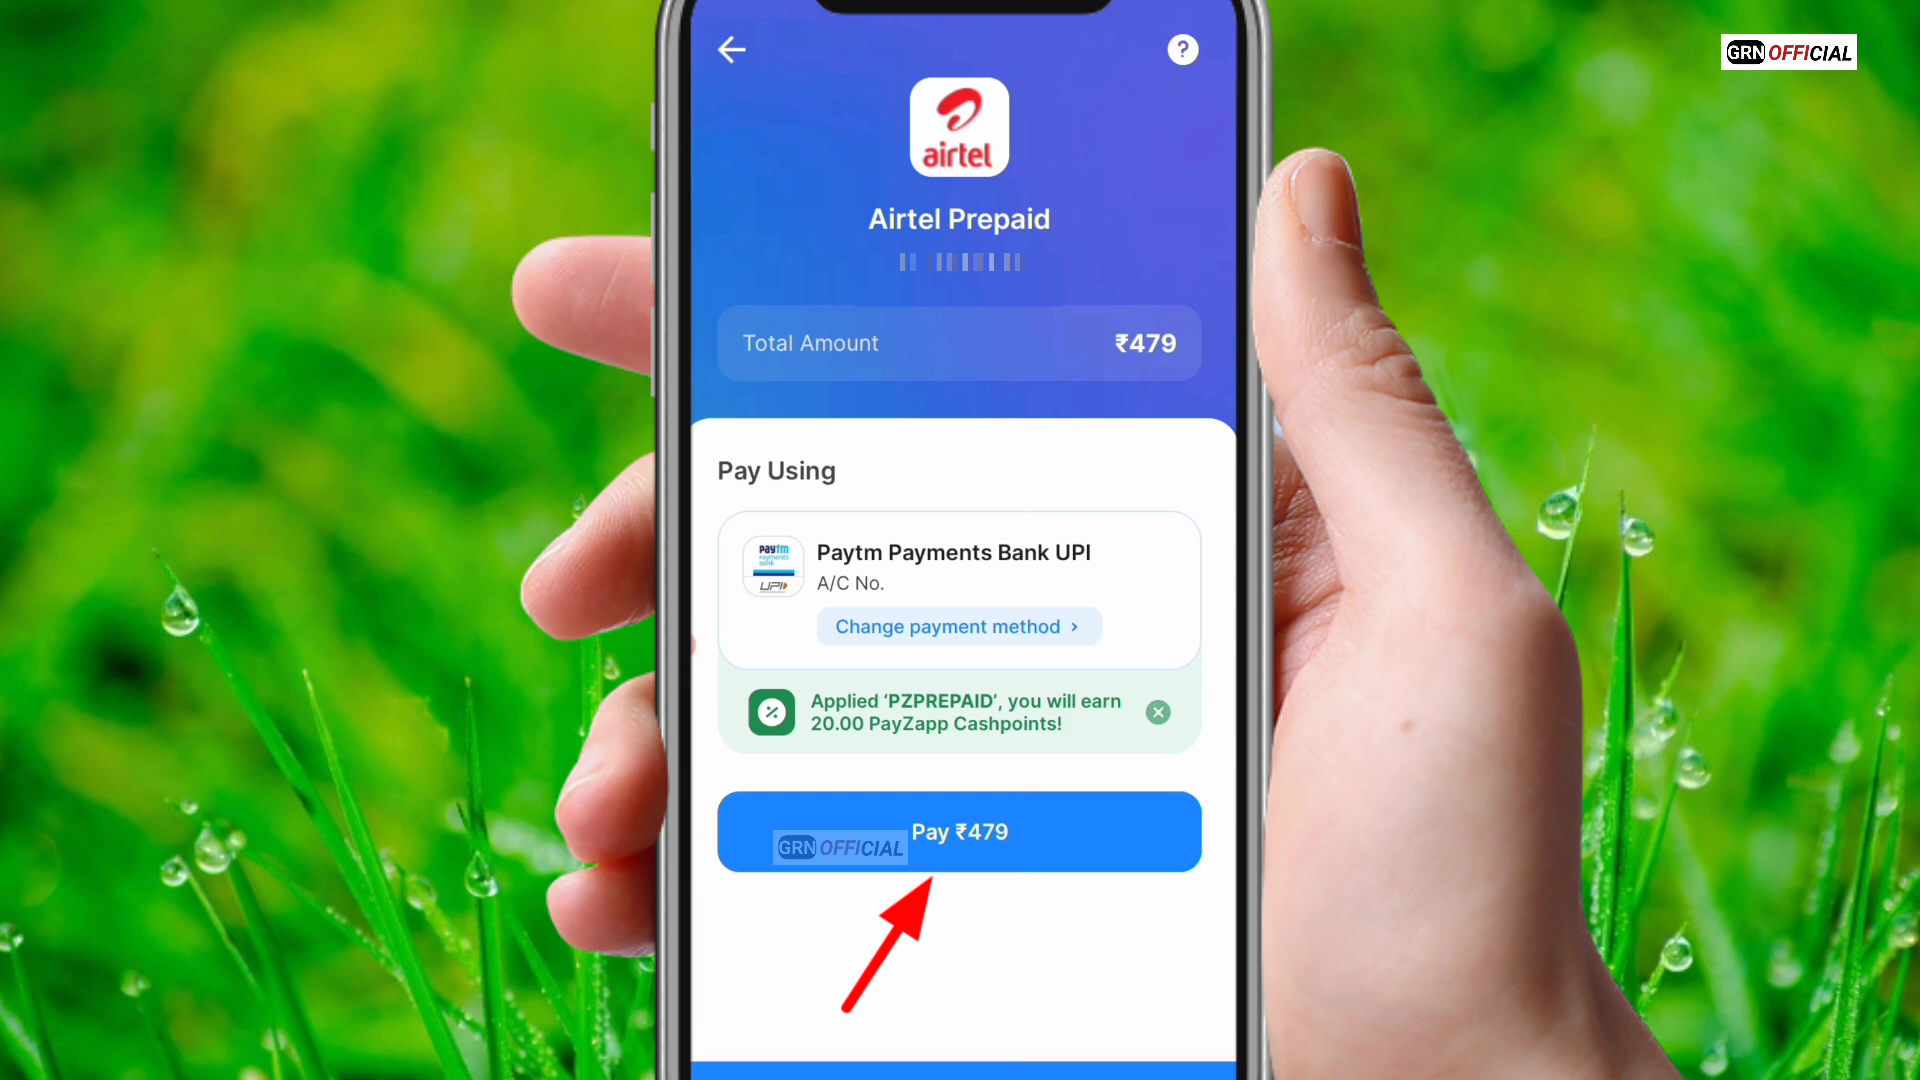 GRN OFFICIAL
?
airtel
Airtel Prepaid
Total Amount ₹479
Pay Using
Paytm Payments Bank UPI
paytm
payments
bank
UPI
A/C No.
Change payment method ›
Applied ‘PZPREPAID’, you will earn
20.00 PayZapp Cashpoints!
Pay ₹479
GRN OFFICIAL